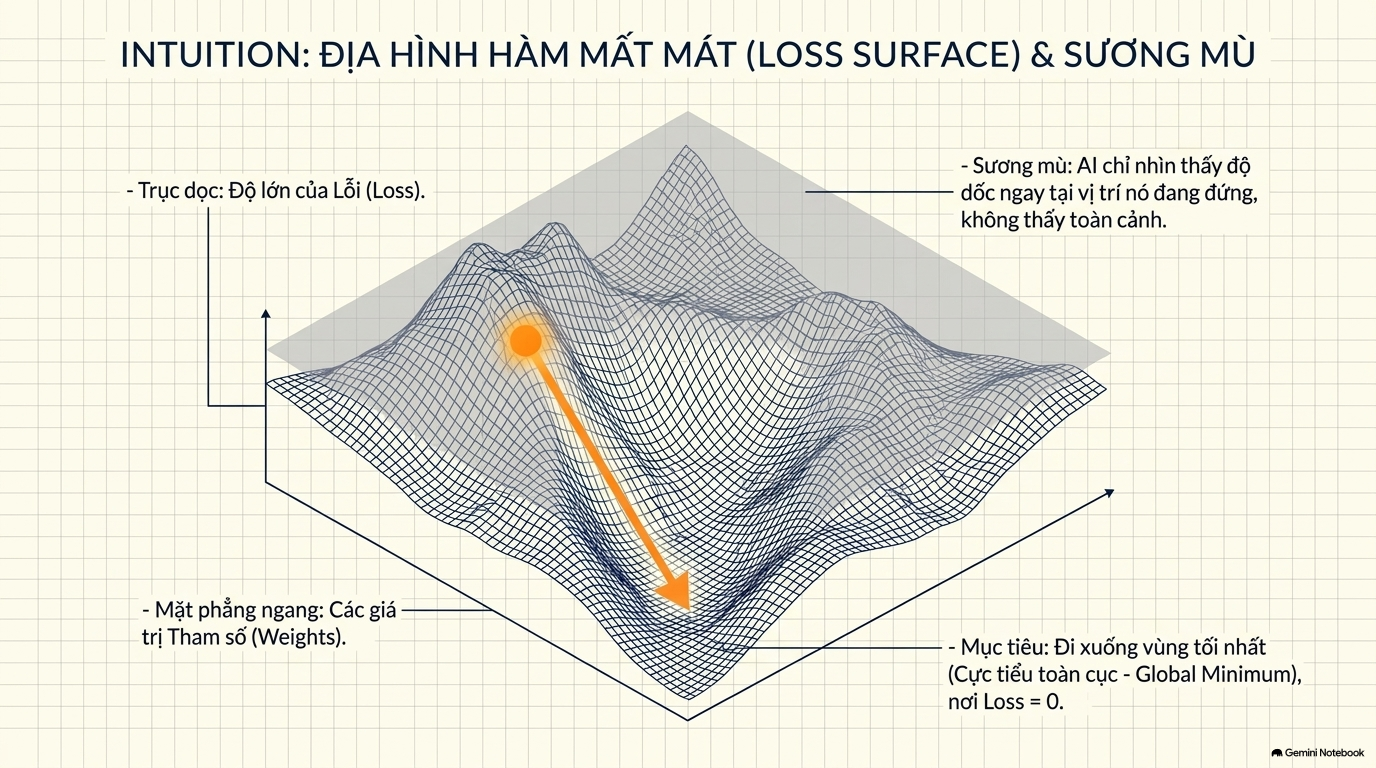 INTUITION: ĐỊA HÌNH HÀM MẤT MÁT (LOSS SURFACE) & SƯƠNG MÙ
- Trục dọc: Độ lớn của Lỗi (Loss).
- Sương mù: AI chỉ nhìn thấy độ
dốc ngay tại vị trí nó đang đứng,
không thấy toàn cảnh.
- Mặt phẳng ngang: Các giá
trị Tham số (Weights).
- Mục tiêu: Đi xuống vùng tối nhất
(Cực tiểu toàn cục - Global Minimum),
nơi Loss = 0.
Gemini Notebook